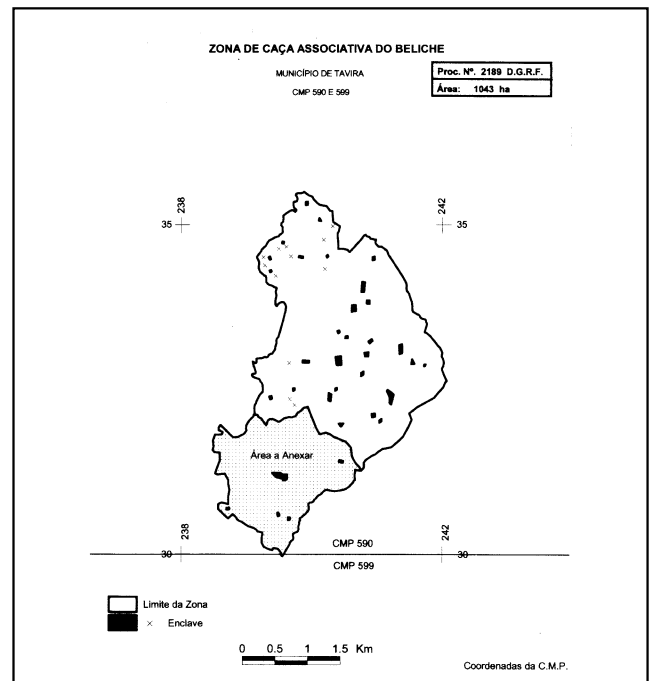 ZONA DE CAÇA ASSOCIATIVA DO BELICHE
MUNICÍPIO DE TAVIRA
CMP 590 E 599
Proc. Nº. 2189 D.G.R.F.
Área: 1043 ha
238
242
35
35
Área a Anexar
238
242
30
30
CMP 590
CMP 599
Limite da Zona
× Enclave
0 0.5 1 1.5 Km
Coordenadas da C.M.P.